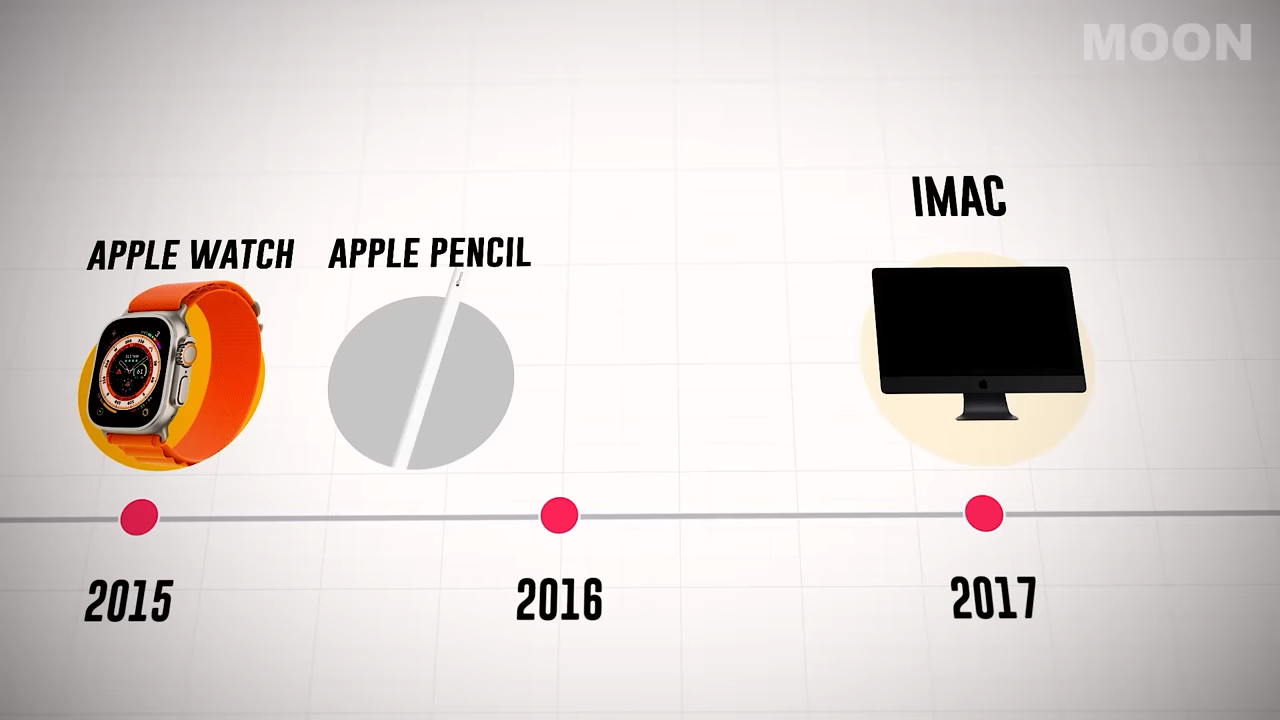 MOON
IMAC
APPLE WATCH
APPLE PENCIL
2015
2016
2017